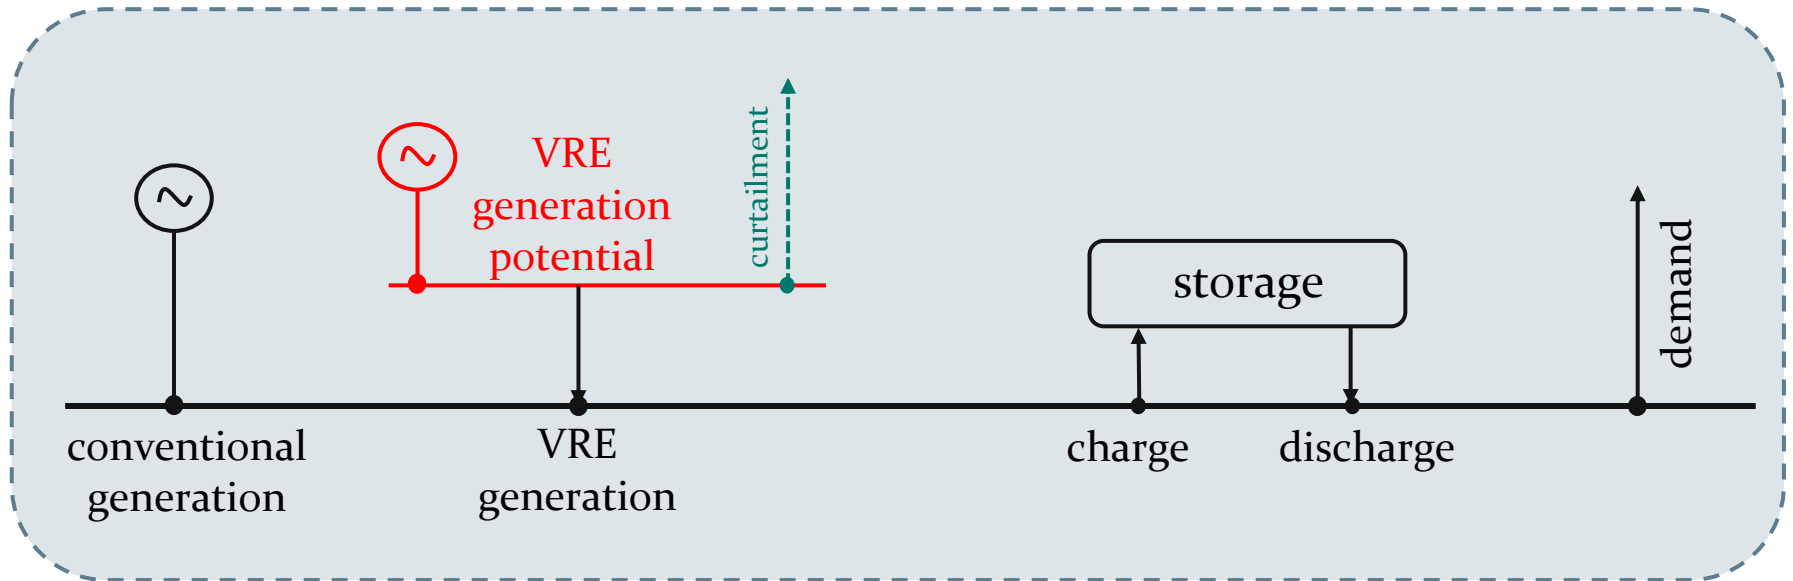 VRE
generation
potential
curtailment
storage
demand
conventional
generation
VRE
generation
charge
discharge